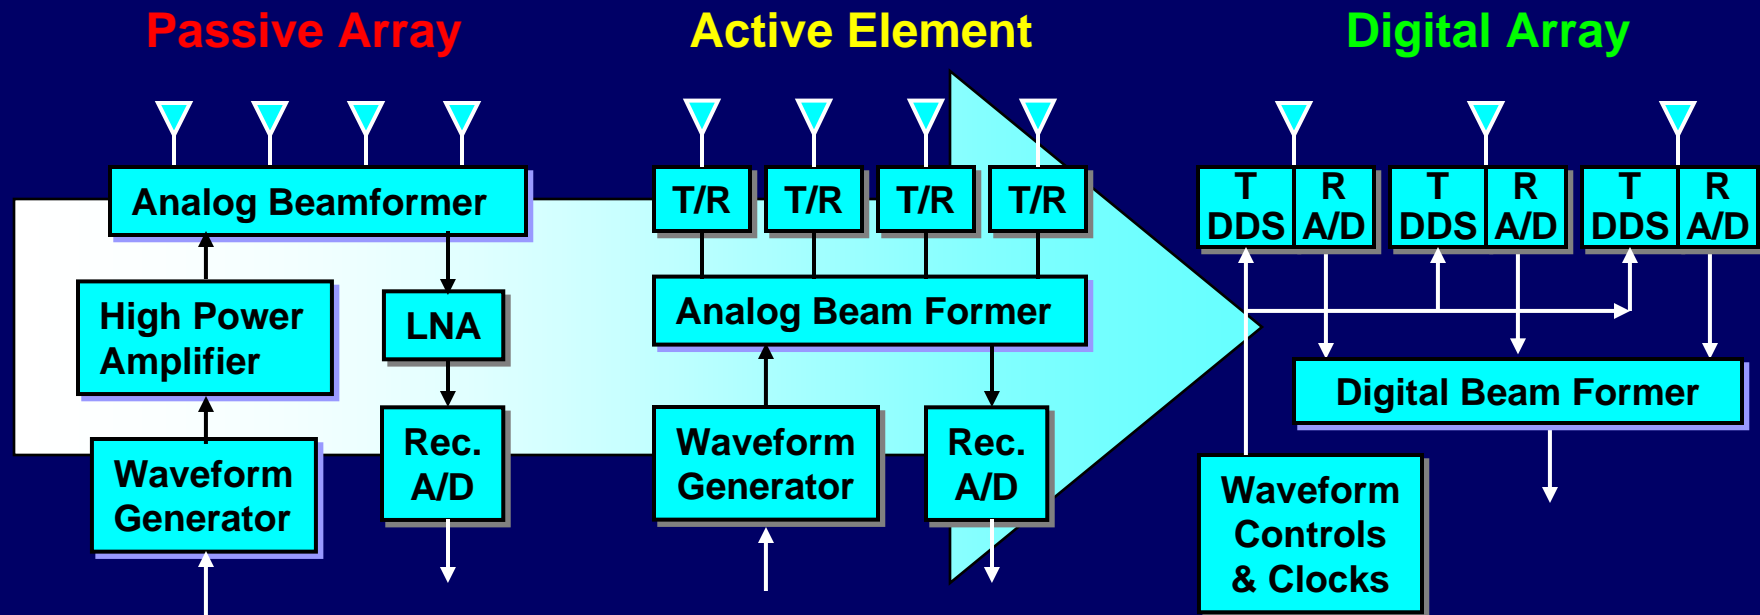 Passive Array
Active Element
Digital Array
Analog Beamformer
High Power
Amplifier
LNA
Waveform
Generator
Rec.
A/D
T/R
T/R
T/R
T/R
Analog Beam Former
Waveform
Generator
Rec.
A/D
T
DDS
R
A/D
T
DDS
R
A/D
T
DDS
R
A/D
Digital Beam Former
Waveform
Controls
& Clocks